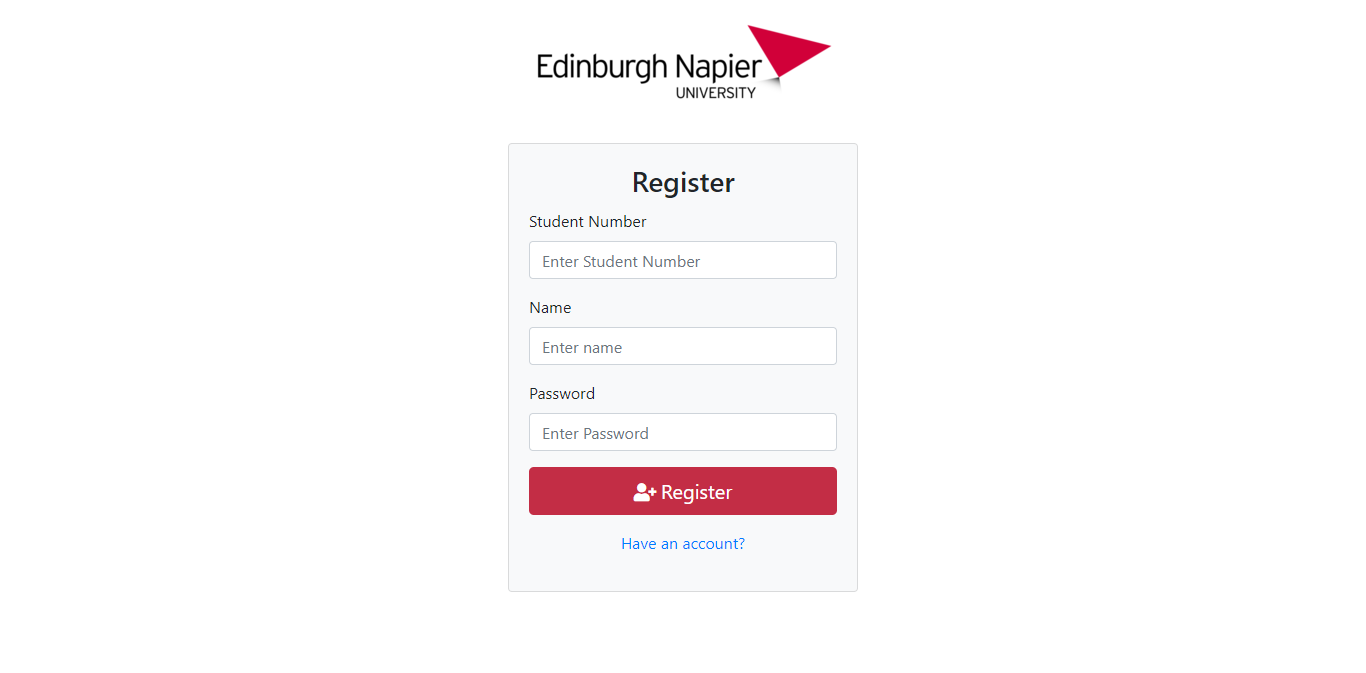 Edinburgh Napier
UNIVERSITY
Register
Student Number
Enter Student Number
Name
Enter name
Password
Enter Password
Register
Have an account?